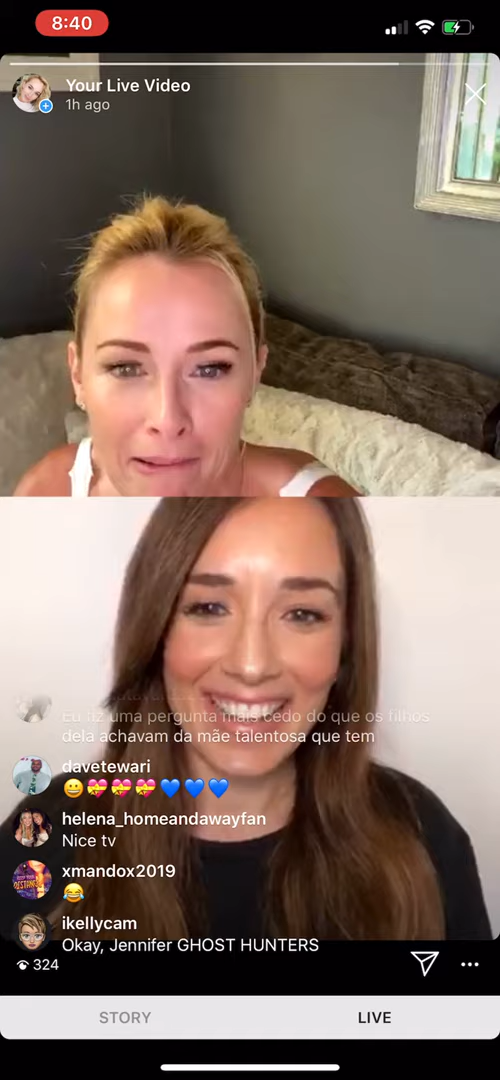 8:40
Your Live Video
1h ago
Eu fiz uma pergunta mais cedo do que os filhos
dela achavam da mãe talentosa que tem
davetewari
😀💝💝💝💙💙💙
helena_homeandawayfan
Nice tv
xmandox2019
😂
ikellycam
Okay, Jennifer GHOST HUNTERS
324
STORY
LIVE